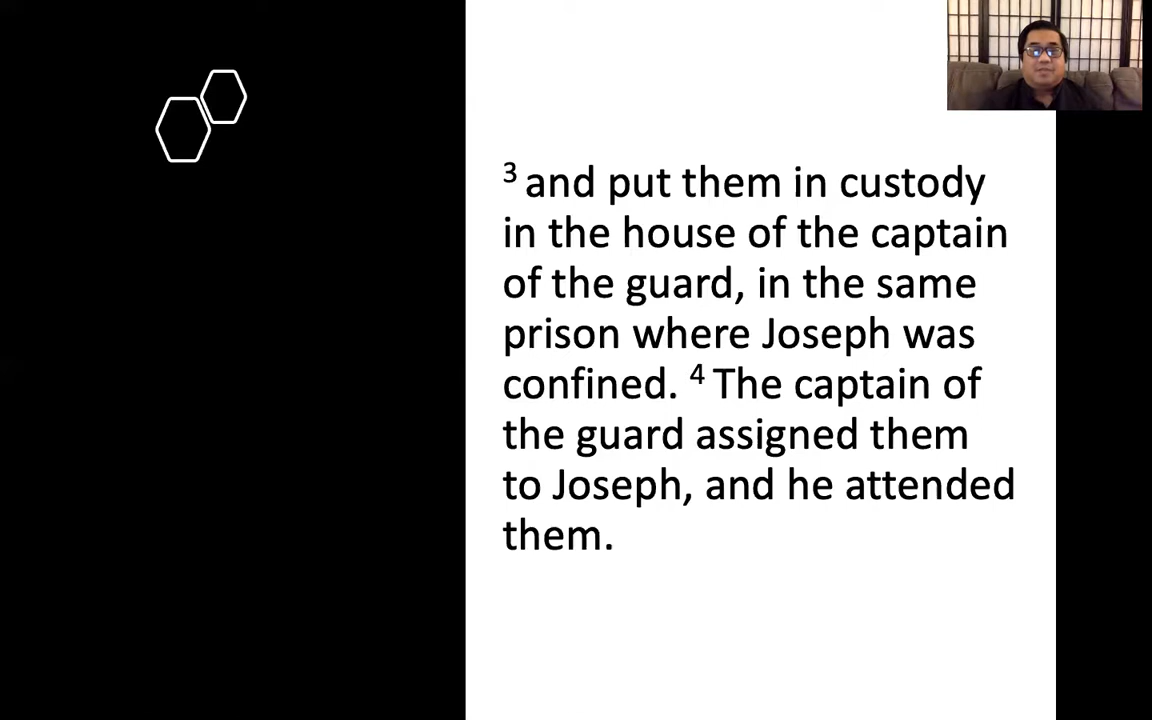 3 and put them in custody
in the house of the captain
of the guard, in the same
prison where Joseph was
confined. 4 The captain of
the guard assigned them
to Joseph, and he attended
them.